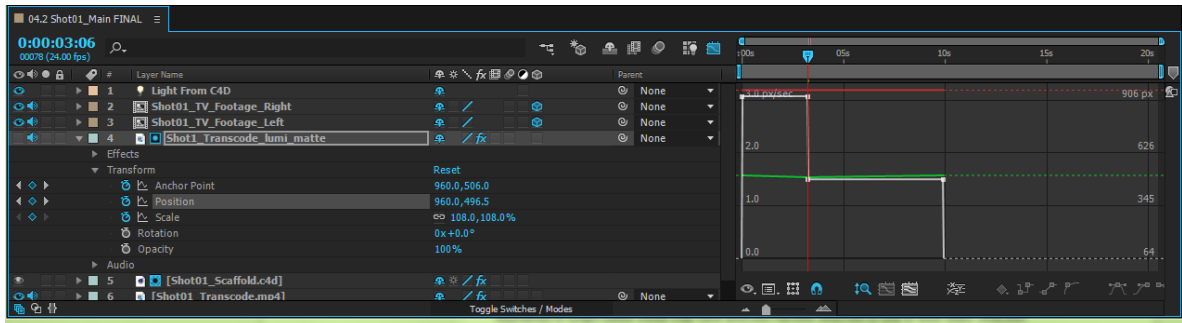 04.2 Shot01_Main FINAL
0:00:03:06
00078 (24.00 fps)
:00s 05s 10s 15s 20s
# Layer Name Parent
1 Light From C4D None
2 Shot01_TV_Footage_Right None
3 Shot01_TV_Footage_Left None
4 Shot1_Transcode_lumi_matte fx None
Effects
Transform Reset
Anchor Point 960.0,506.0
Position 960.0,496.5
Scale 108.0,108.0%
Rotation 0x+0.0°
Opacity 100%
Audio
5 [Shot01_Scaffold.c4d] fx
6 [Shot01_Transcode.mp4] fx None
Toggle Switches / Modes
3.0 px/sec 906 px
2.0 626
1.0 345
0.0 64